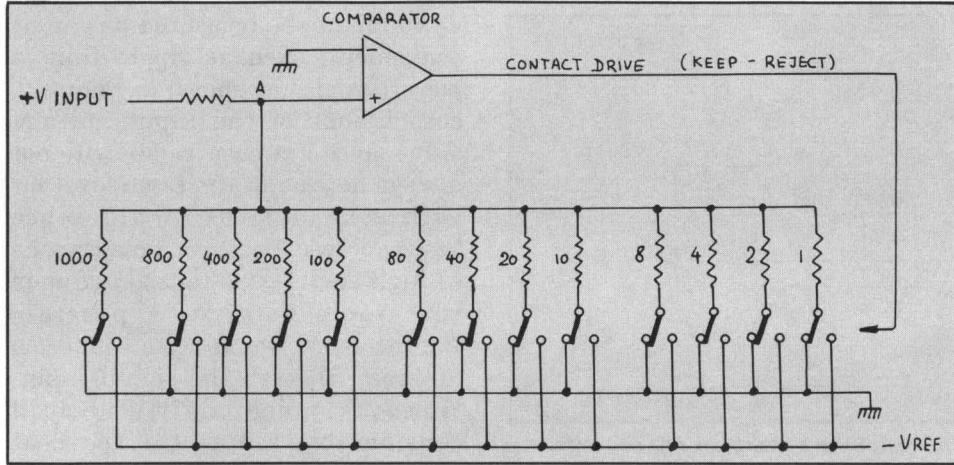 COMPARATOR
CONTACT DRIVE (KEEP - REJECT)
+V INPUT
A
−
+
1000 800 400 200 100 80 40 20 10 8 4 2 1
-VREF